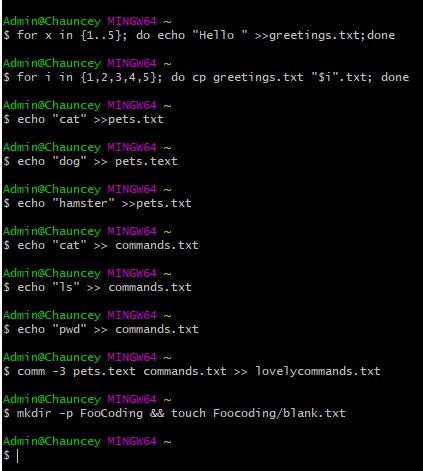 Admin@Chauncey MINGW64 ~
$ for x in {1..5}; do echo "Hello " >>greetings.txt;done
Admin@Chauncey MINGW64 ~
$ for i in {1,2,3,4,5}; do cp greetings.txt "$i".txt; done
Admin@Chauncey MINGW64 ~
$ echo "cat" >>pets.txt
Admin@Chauncey MINGW64 ~
$ echo "dog" >> pets.text
Admin@Chauncey MINGW64 ~
$ echo "hamster" >>pets.txt
Admin@Chauncey MINGW64 ~
$ echo "cat" >> commands.txt
Admin@Chauncey MINGW64 ~
$ echo "ls" >> commands.txt
Admin@Chauncey MINGW64 ~
$ echo "pwd" >> commands.txt
Admin@Chauncey MINGW64 ~
$ comm -3 pets.text commands.txt >> lovelycommands.txt
Admin@Chauncey MINGW64 ~
$ mkdir -p FooCoding && touch Foocoding/blank.txt
Admin@Chauncey MINGW64 ~
$